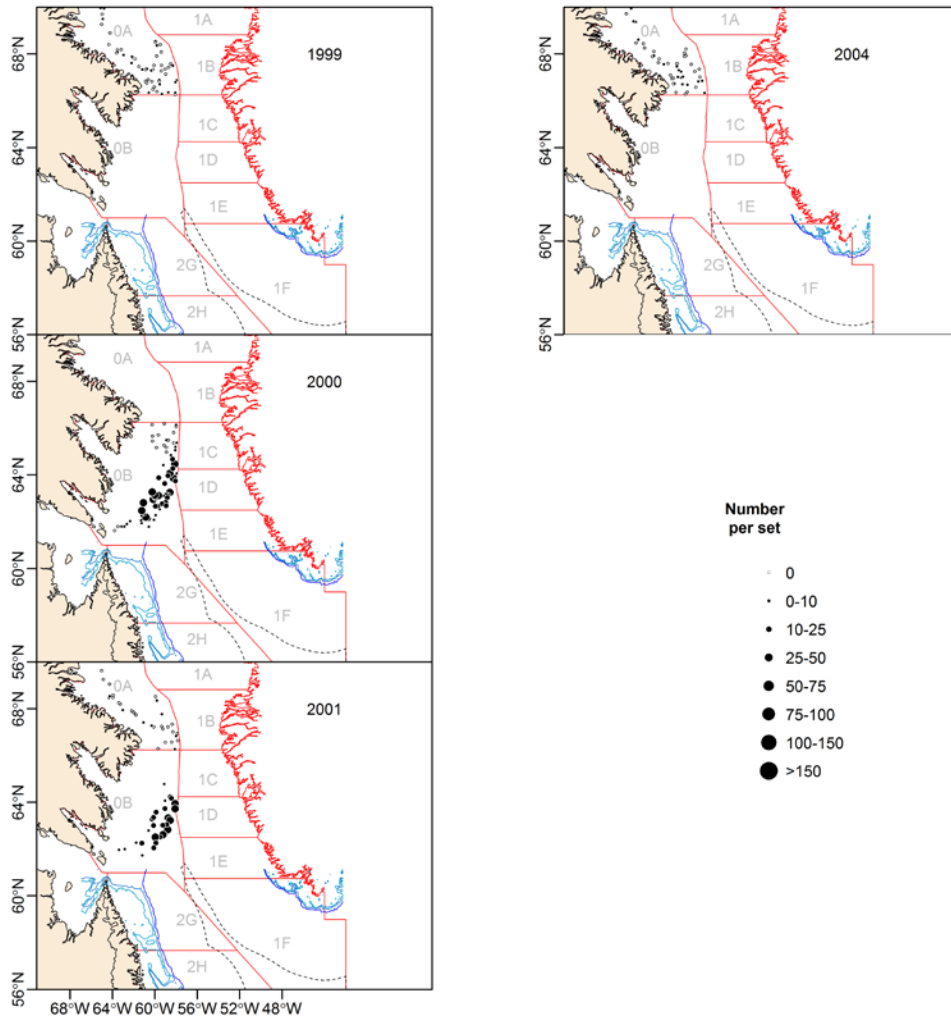 0A 1A
1999
68°N
1B
1C
64°N
0B
1D
1E
60°N
2G
1F
2H
56°N
0A 1A
2004
68°N
1B
1C
64°N
0B
1D
1E
60°N
2G
1F
2H
56°N
0A 1A
2000
68°N
1B
1C
64°N
0B
1D
1E
60°N
2G
1F
2H
56°N
0A 1A
2001
68°N
1B
1C
64°N
0B
1D
1E
60°N
2G
1F
2H
56°N
68°W 64°W 60°W 56°W 52°W 48°W
Number
per set
0
0-10
10-25
25-50
50-75
75-100
100-150
>150